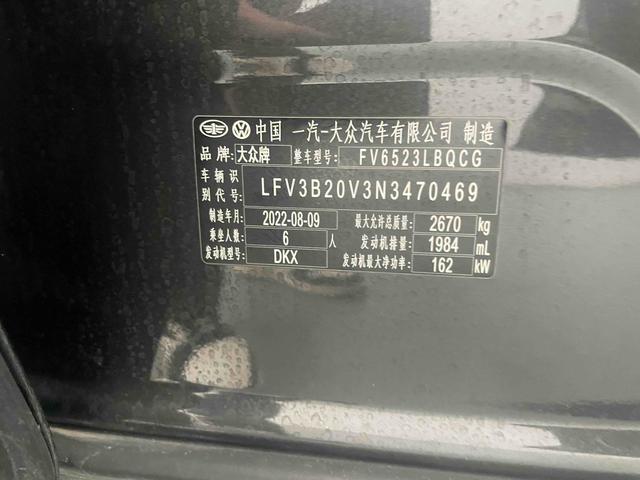 中国 一汽-大众汽车有限公司 制造
品牌: 大众牌 整车型号: FV6523LBQCG
车辆识别代号: LFV3B20V3N3470469
制造年月: 2022-08-09 最大允许总质量: 2670 kg
乘坐人数: 6 人 发动机排量: 1984 mL
发动机型号: DKX 发动机最大净功率: 162 kW